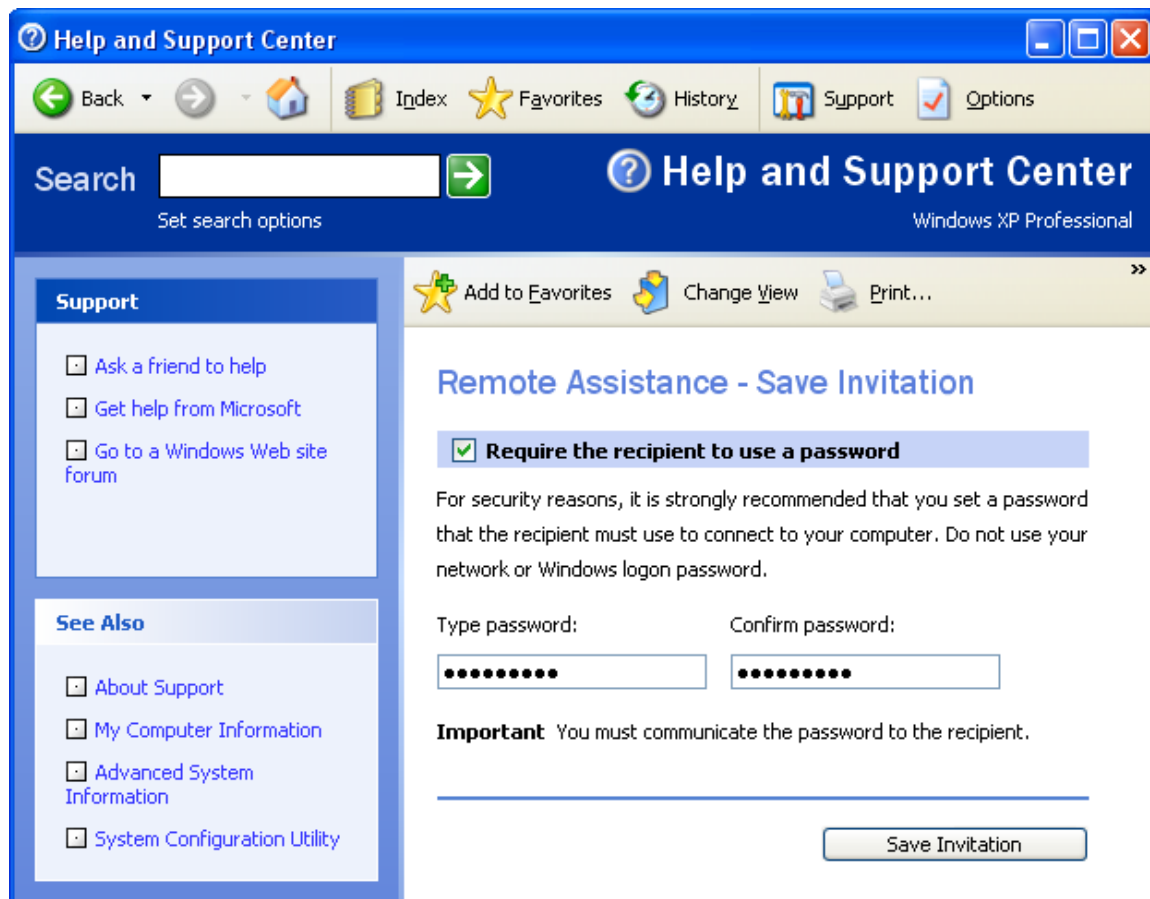 Help and Support Center
Back
Index
Favorites
History
Support
Options
Search
Help and Support Center
Set search options
Windows XP Professional
Support
Ask a friend to help
Get help from Microsoft
Go to a Windows Web site
forum
See Also
About Support
My Computer Information
Advanced System
Information
System Configuration Utility
Add to Favorites
Change View
Print...
»
Remote Assistance - Save Invitation
Require the recipient to use a password
For security reasons, it is strongly recommended that you set a password
that the recipient must use to connect to your computer. Do not use your
network or Windows logon password.
Type password:
Confirm password:
•••••••••
•••••••••
Important You must communicate the password to the recipient.
Save Invitation